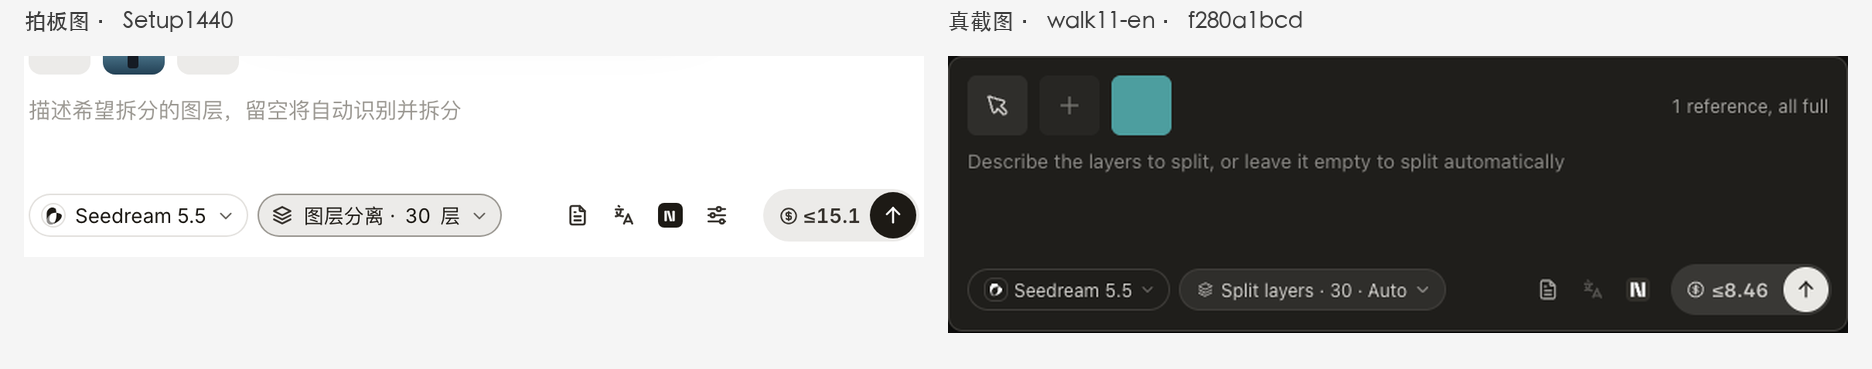 拍板图 · Setup1440
描述希望拆分的图层，留空将自动识别并拆分
Seedream 5.5
图层分离 · 30 层
≤15.1
真截图 · walk11-en · f280a1bcd
1 reference, all full
Describe the layers to split, or leave it empty to split automatically
Seedream 5.5
Split layers · 30 · Auto
≤8.46